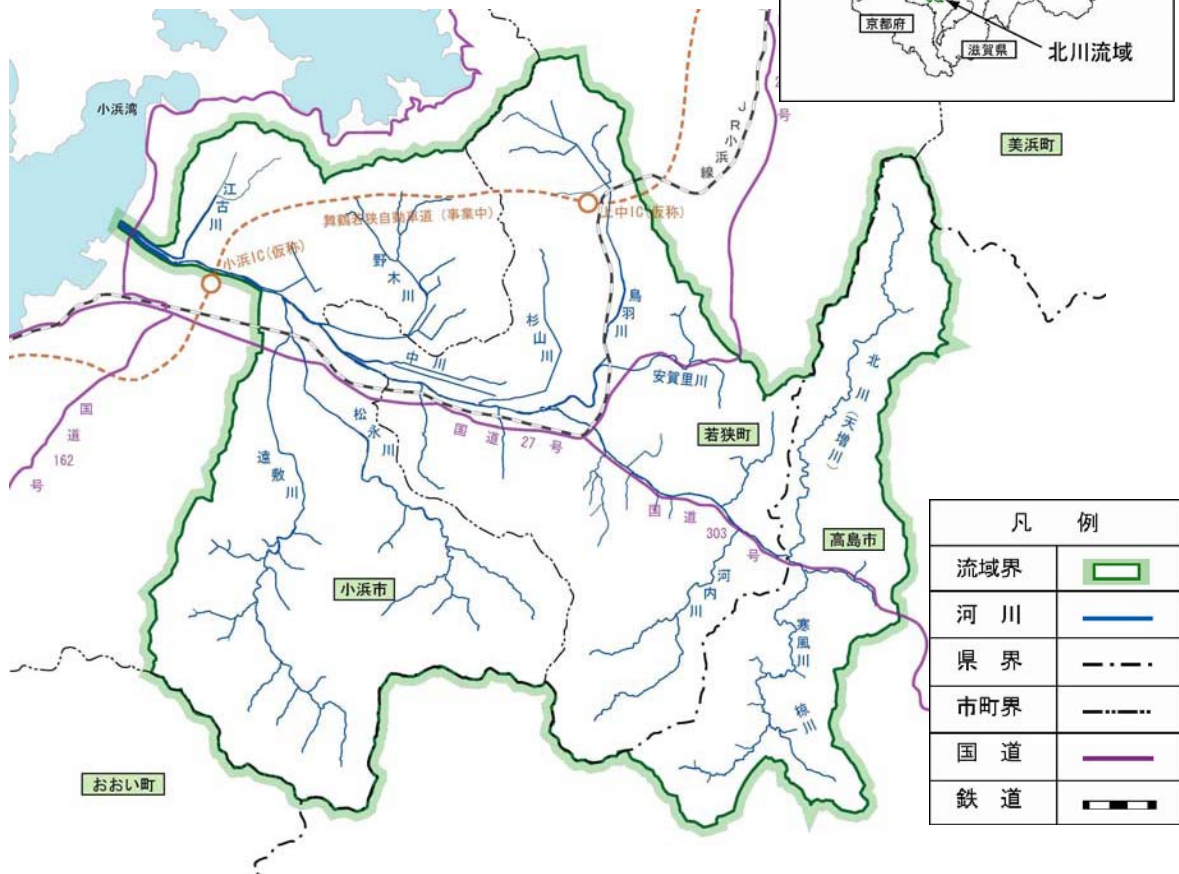 京都府
滋賀県
北川流域
小浜湾
JR小浜線
号
美浜町
江古川
舞鶴若狭自動車道(事業中)
上中IC(仮称)
小浜IC(仮称)
野木川
杉山川
鳥羽川
中川
安賀里川
北川(天増川)
国道162号
松永川
国道27号
若狭町
遠敷川
国道303号
高島市
小浜市
河内川
寒風川
椋川
おおい町
凡 例
流域界
河 川
県 界
市町界
国 道
鉄 道